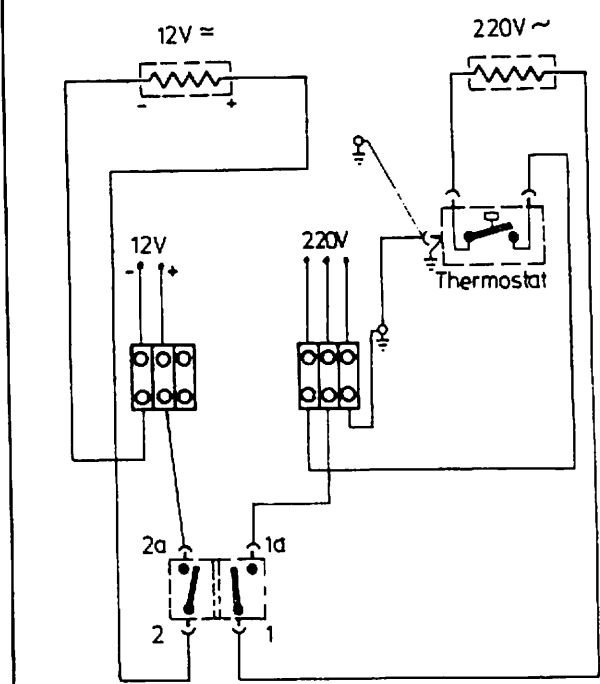 12V ≃
220V ~
- +
12V
- +
220V
Thermostat
2a 1a
2 1